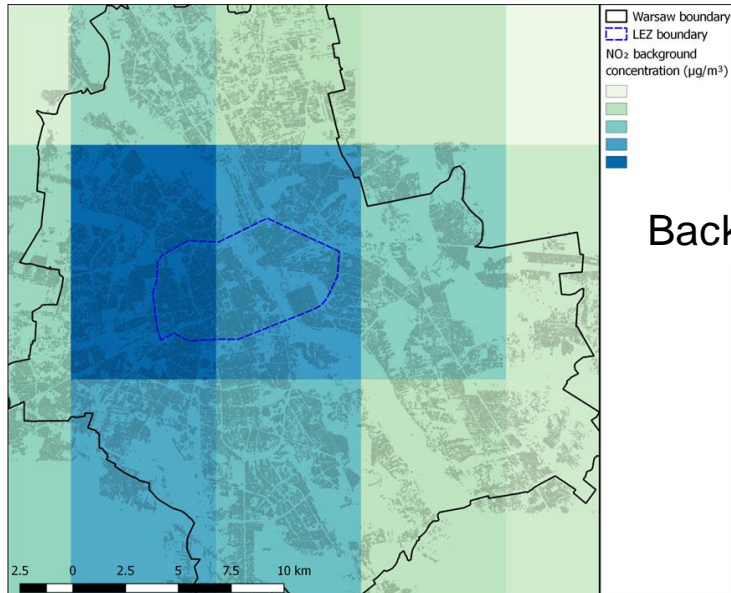 Warsaw boundary
LEZ boundary
NO₂ background
concentration (µg/m³)
Back
2.5 0 2.5 5 7.5 10 km